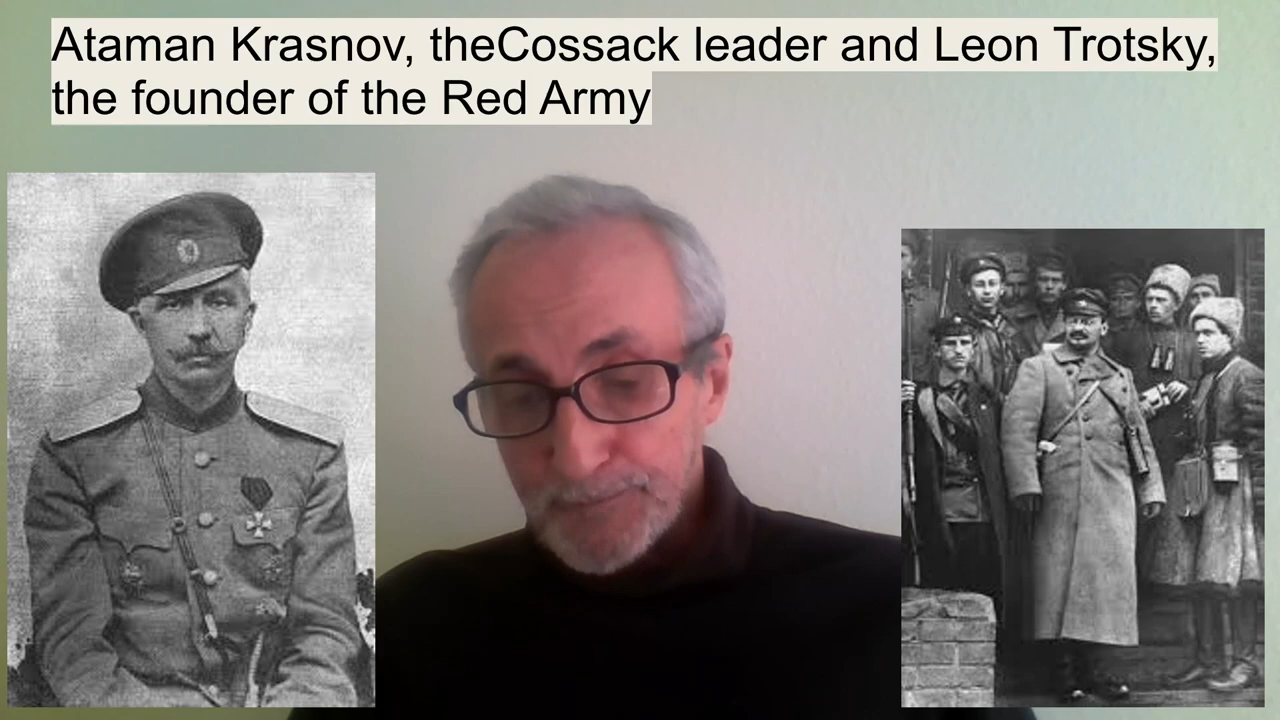 Ataman Krasnov, theCossack leader and Leon Trotsky,
the founder of the Red Army